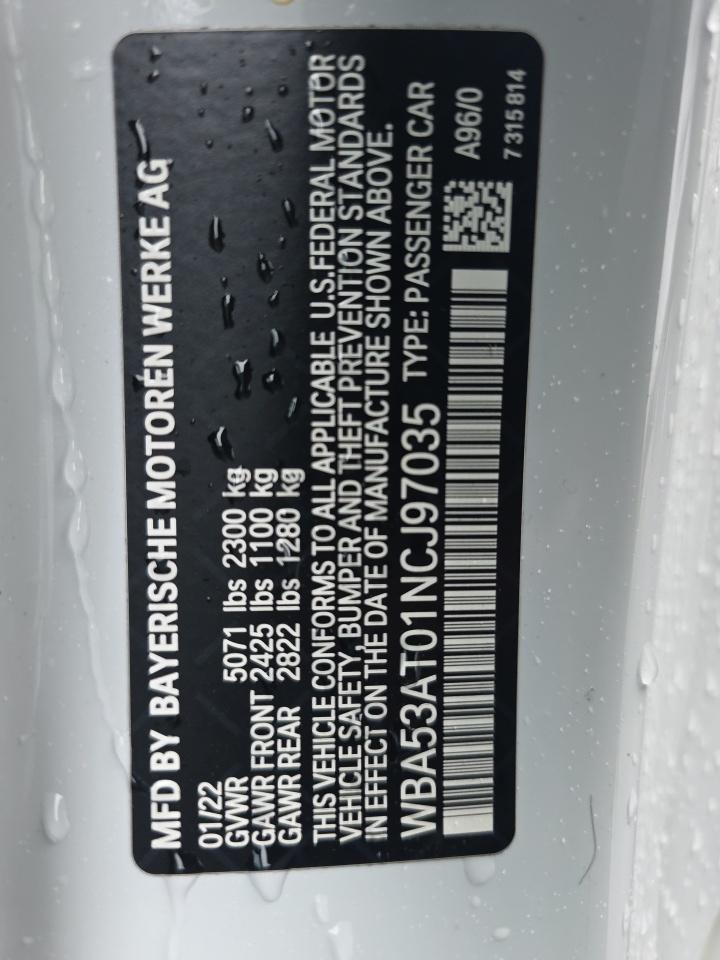 MFD BY BAYERISCHE MOTOREN WERKE AG
01/22
GVWR 5071 lbs 2300 kg
GAWR FRONT 2425 lbs 1100 kg
GAWR REAR 2822 lbs 1280 kg
THIS VEHICLE CONFORMS TO ALL APPLICABLE U.S.FEDERAL MOTOR
VEHICLE SAFETY, BUMPER AND THEFT PREVENTION STANDARDS
IN EFFECT ON THE DATE OF MANUFACTURE SHOWN ABOVE.
WBA53AT01NCJ97035 TYPE: PASSENGER CAR
A96/0
7 315 814